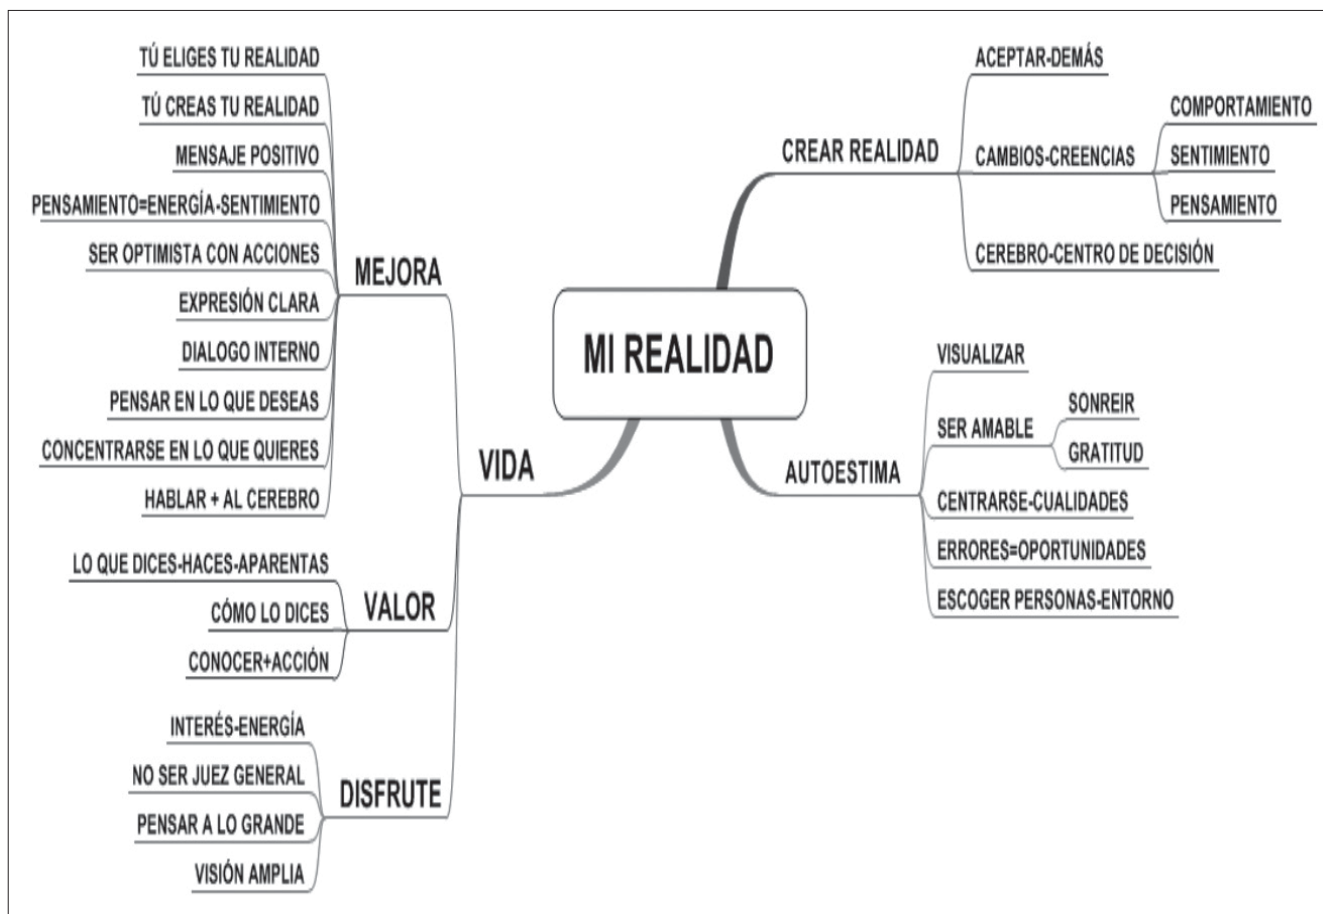 MI REALIDAD
CREAR REALIDAD
ACEPTAR-DEMÁS
CAMBIOS-CREENCIAS
COMPORTAMIENTO
SENTIMIENTO
PENSAMIENTO
CEREBRO-CENTRO DE DECISIÓN
AUTOESTIMA
VISUALIZAR
SER AMABLE
SONREIR
GRATITUD
CENTRARSE-CUALIDADES
ERRORES=OPORTUNIDADES
ESCOGER PERSONAS-ENTORNO
VIDA
MEJORA
TÚ ELIGES TU REALIDAD
TÚ CREAS TU REALIDAD
MENSAJE POSITIVO
PENSAMIENTO=ENERGÍA-SENTIMIENTO
SER OPTIMISTA CON ACCIONES
EXPRESIÓN CLARA
DIALOGO INTERNO
PENSAR EN LO QUE DESEAS
CONCENTRARSE EN LO QUE QUIERES
HABLAR + AL CEREBRO
VALOR
LO QUE DICES-HACES-APARENTAS
CÓMO LO DICES
CONOCER+ACCIÓN
DISFRUTE
INTERÉS-ENERGÍA
NO SER JUEZ GENERAL
PENSAR A LO GRANDE
VISIÓN AMPLIA